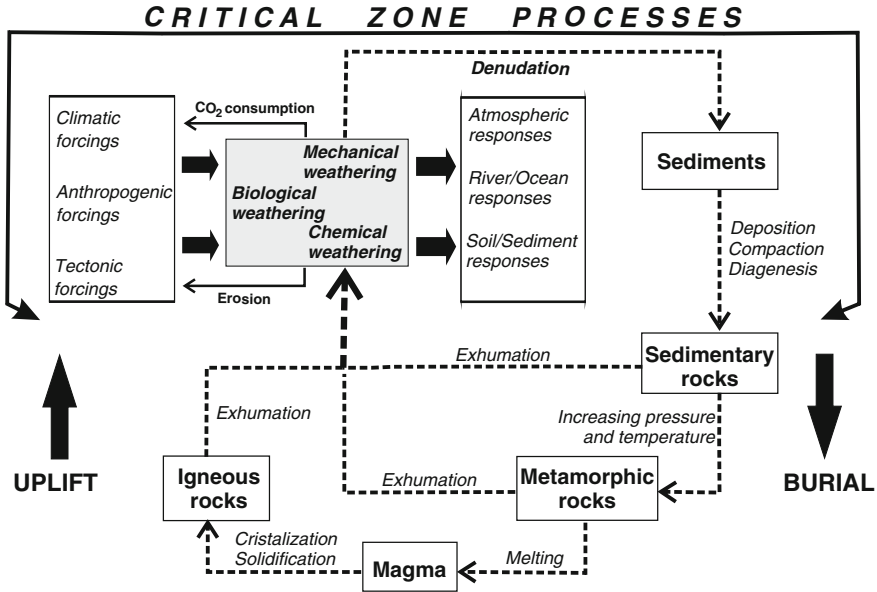 CRITICAL ZONE PROCESSES
Denudation
CO2 consumption
Climatic
forcings
Anthropogenic
forcings
Tectonic
forcings
Mechanical
weathering
Biological
weathering
Chemical
weathering
Erosion
Atmospheric
responses
River/Ocean
responses
Soil/Sediment
responses
Sediments
Deposition
Compaction
Diagenesis
Sedimentary
rocks
Exhumation
Exhumation
Increasing pressure
and temperature
UPLIFT
Igneous
rocks
Exhumation
Metamorphic
rocks
BURIAL
Cristalization
Solidification
Magma
Melting